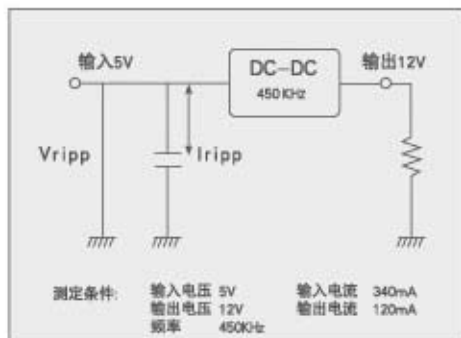 输入5V
DC-DC
450KHz
输出12V
Vripp
Iripp
测定条件: 输入电压 5V 输入电流 340mA
输出电压 12V 输出电流 120mA
频率 450KHz